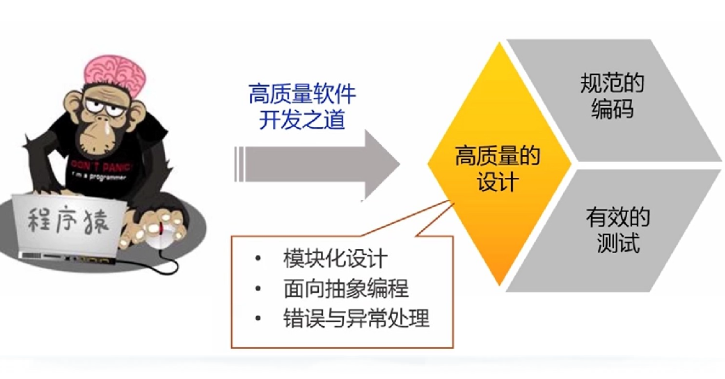 DON'T PANIC
I'm a programmer
程序猿
高质量软件
开发之道
高质量的
设计
规范的
编码
有效的
测试
• 模块化设计
• 面向抽象编程
• 错误与异常处理